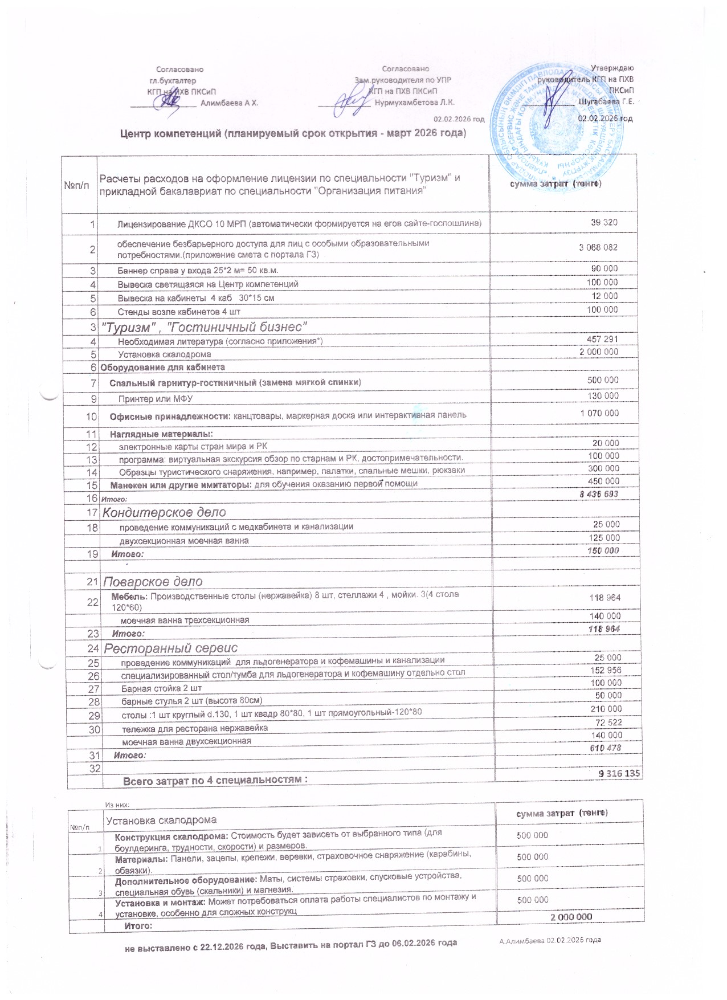 Согласовано
гл.бухгалтер
КГП на ПХВ ПКСиП
Алимбаева А Х.
Согласовано
Зам.руководителя по УПР
КГП на ПХВ ПКСиП
Нурмухамбетова Л.К.
02.02.2026 год
Утверждаю
руководитель КГП на ПХВ
ПКСиП
Шугабаева Г.Е.
02.02.2026 год
Центр компетенций (планируемый срок открытия - март 2026 года)
№п/п Расчеты расходов на оформление лицензии по специальности "Туризм" и
прикладной бакалавриат по специальности "Организация питания" сумма затрат (тенге)
1 Лицензирование ДКСО 10 МРП (автоматически формируется на егов сайте-госпошлина) 39 320
2 обеспечение безбарьерного доступа для лиц с особыми образовательными
потребностями.(приложение смета с портала ГЗ) 3 068 082
3 Баннер справа у входа 25*2 м= 50 кв.м. 90 000
4 Вывеска светящаяся на Центр компетенций 100 000
5 Вывеска на кабинеты 4 каб 30*15 см 12 000
6 Стенды возле кабинетов 4 шт 100 000
3 "Туризм" , "Гостиничный бизнес"
4 Необходимая литература (согласно приложения*) 457 291
5 Установка скалодрома 2 000 000
6 Оборудование для кабинета
7 Спальный гарнитур-гостиничный (замена мягкой спинки) 500 000
9 Принтер или МФУ 130 000
10 Офисные принадлежности: канцтовары, маркерная доска или интерактивная панель 1 070 000
11 Наглядные материалы:
12 электронные карты стран мира и РК 20 000
13 программа: виртуальная экскурсия обзор по старнам и РК, достопримечательности. 100 000
14 Образцы туристического снаряжения, например, палатки, спальные мешки, рюкзаки 300 000
15 Манекен или другие имитаторы: для обучения оказанию первой помощи 450 000
16 Итого: 8 436 693
17 Кондитерское дело
18 проведение коммуникаций с медкабинета и канализации 25 000
двухсекционная моечная ванна 125 000
19 Итого: 150 000
21 Поварское дело
22 Мебель: Производственные столы (нержавейка) 8 шт, стеллажи 4 , мойки. 3(4 стола
120*60) 118 964
моечная ванна трехсекционная 140 000
23 Итого: 118 964
24 Ресторанный сервис
25 проведение коммуникаций для льдогенератора и кофемашины и канализации 25 000
26 специализированный стол/тумба для льдогенератора и кофемашину отдельно стол 152 956
27 Барная стойка 2 шт 100 000
28 барные стулья 2 шт (высота 80см) 50 000
29 столы :1 шт круглый d.130, 1 шт квадр 80*80, 1 шт прямоугольный-120*80 210 000
30 тележка для ресторана нержавейка 72 522
моечная ванна двухсекционная 140 000
31 Итого: 610 478
32
Всего затрат по 4 специальностям : 9 316 135
Из них:
№п/п Установка скалодрома сумма затрат (тенге)
1 Конструкция скалодрома: Стоимость будет зависеть от выбранного типа (для
боулдеринга, трудности, скорости) и размеров. 500 000
2 Материалы: Панели, зацепы, крепежи, веревки, страховочное снаряжение (карабины,
обвязки). 500 000
3 Дополнительное оборудование: Маты, системы страховки, спусковые устройства,
специальная обувь (скальники) и магнезия. 500 000
4 Установка и монтаж: Может потребоваться оплата работы специалистов по монтажу и
установке, особенно для сложных конструкц 500 000
Итого: 2 000 000
не выставлено с 22.12.2026 года, Выставить на портал ГЗ до 06.02.2026 года
А.Алимбаева 02.02.2026 года